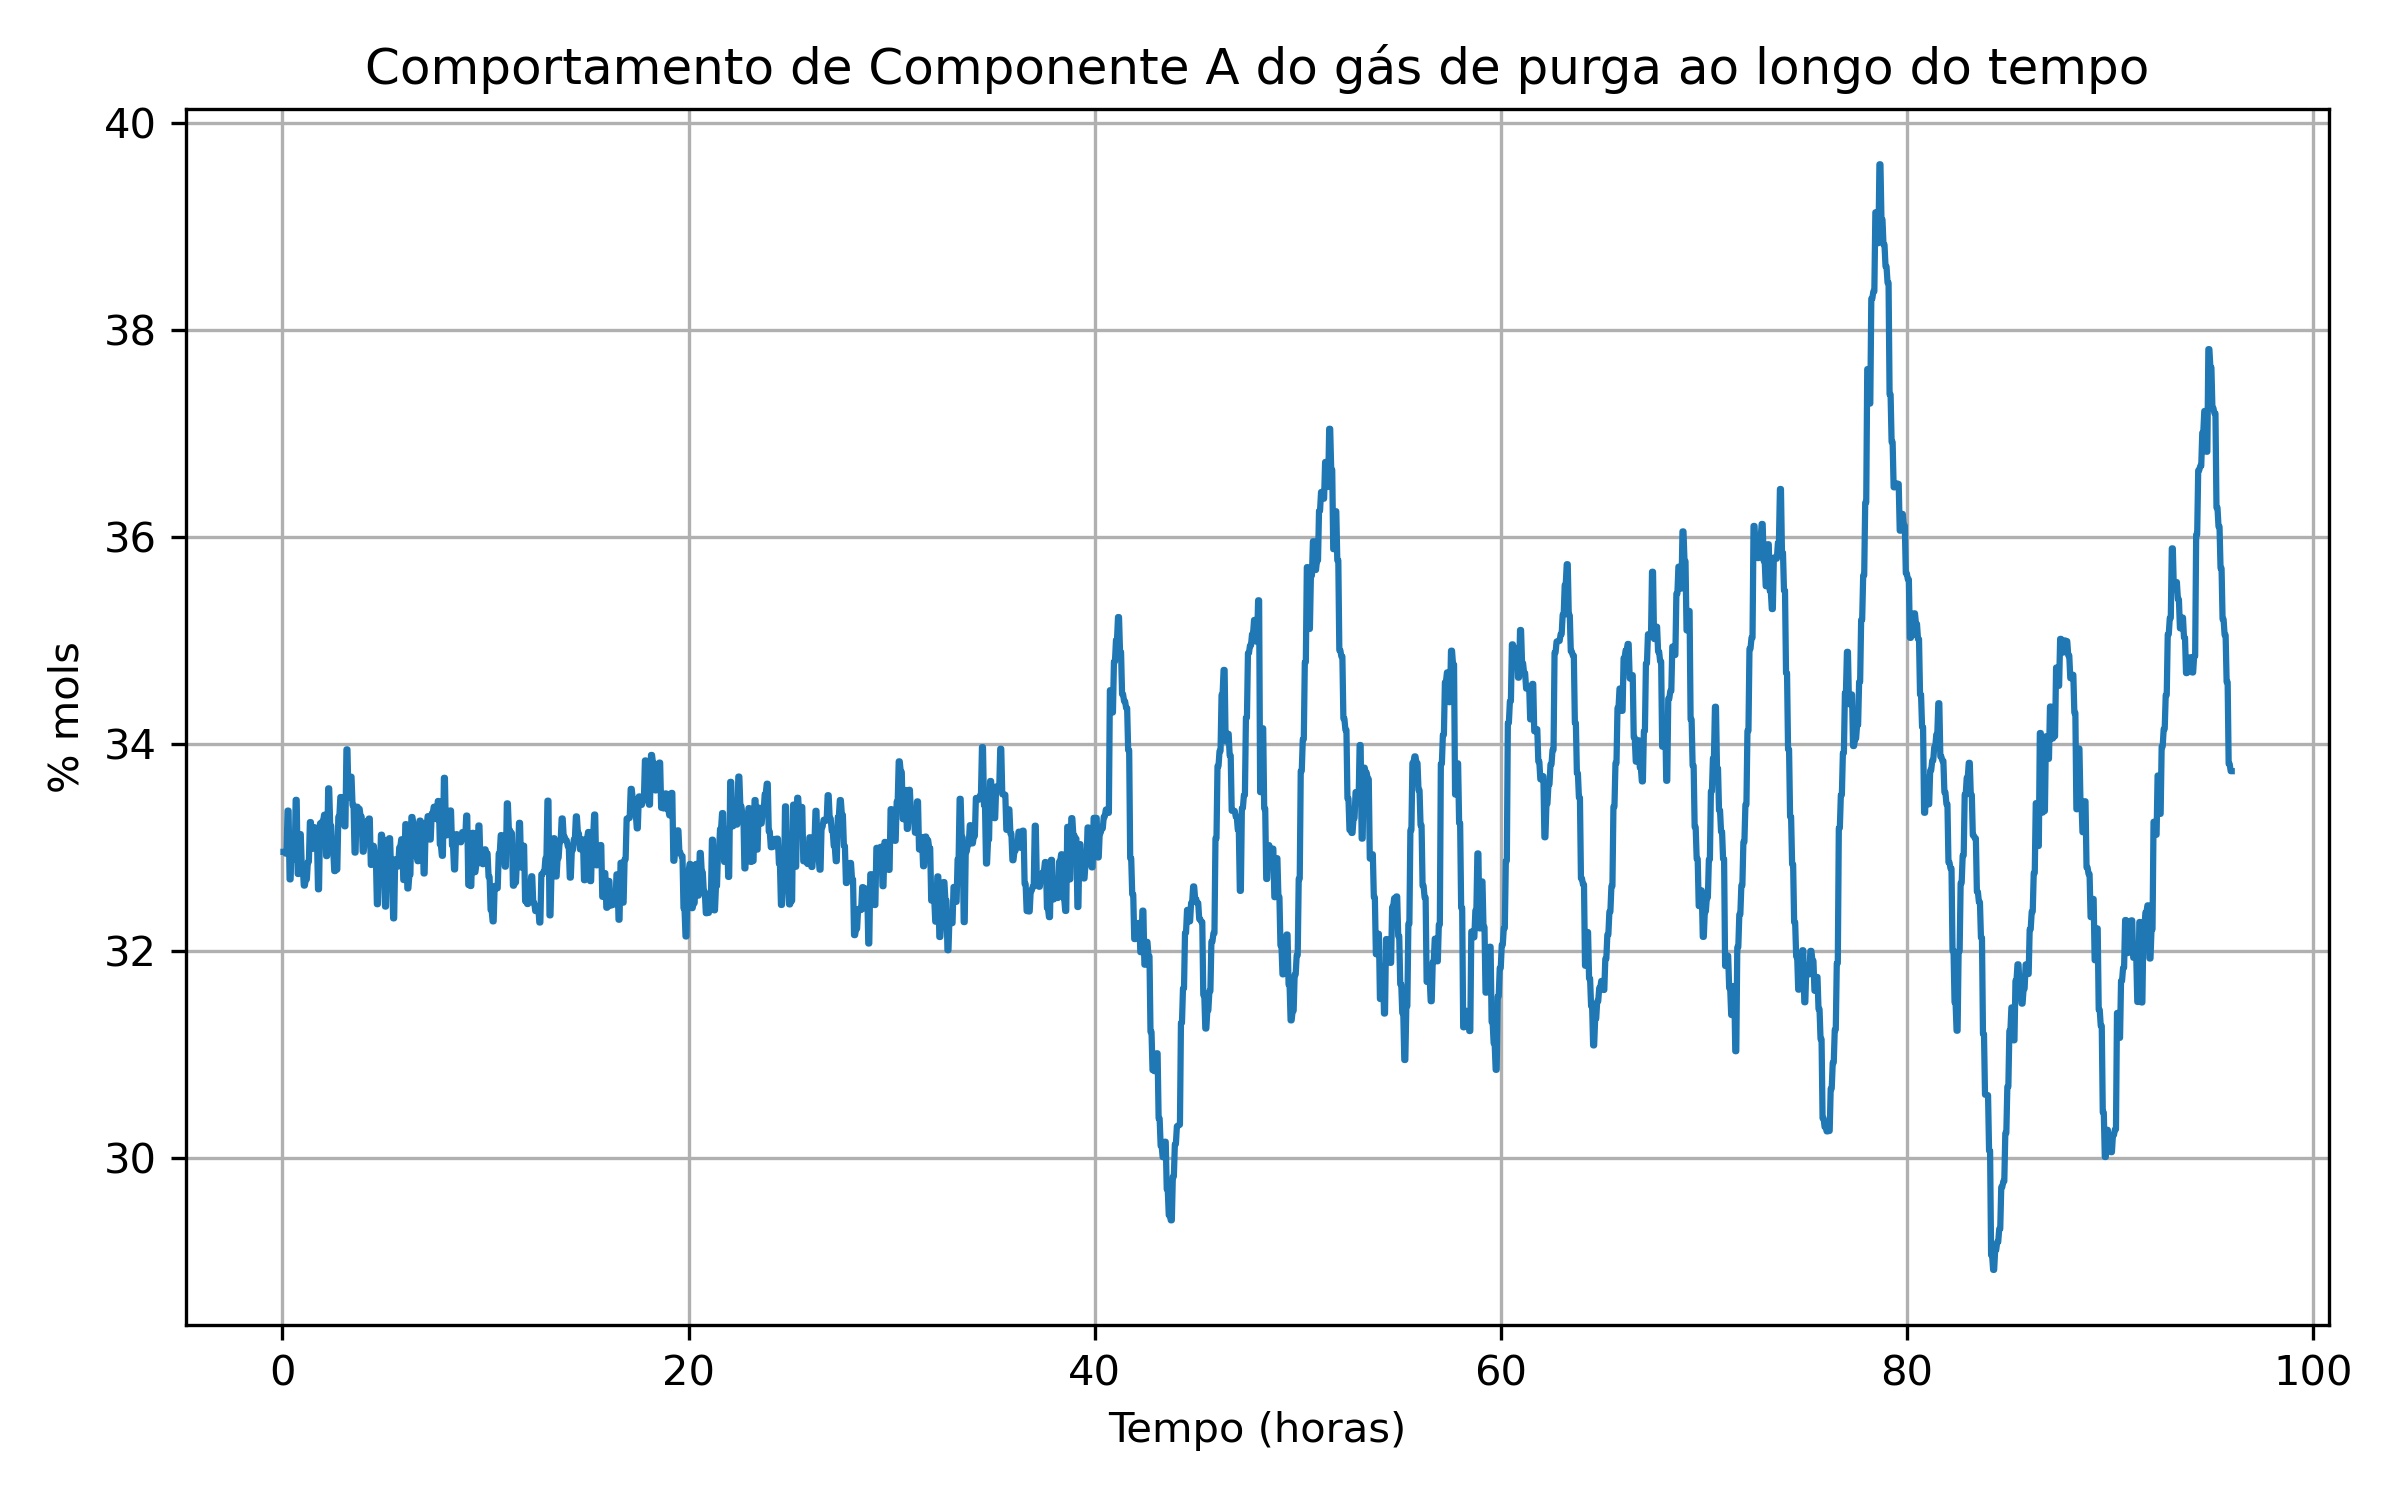 Comportamento de Componente A do gás de purga ao longo do tempo
40
38
36
34
32
30
% mols
0 20 40 60 80 100
Tempo (horas)